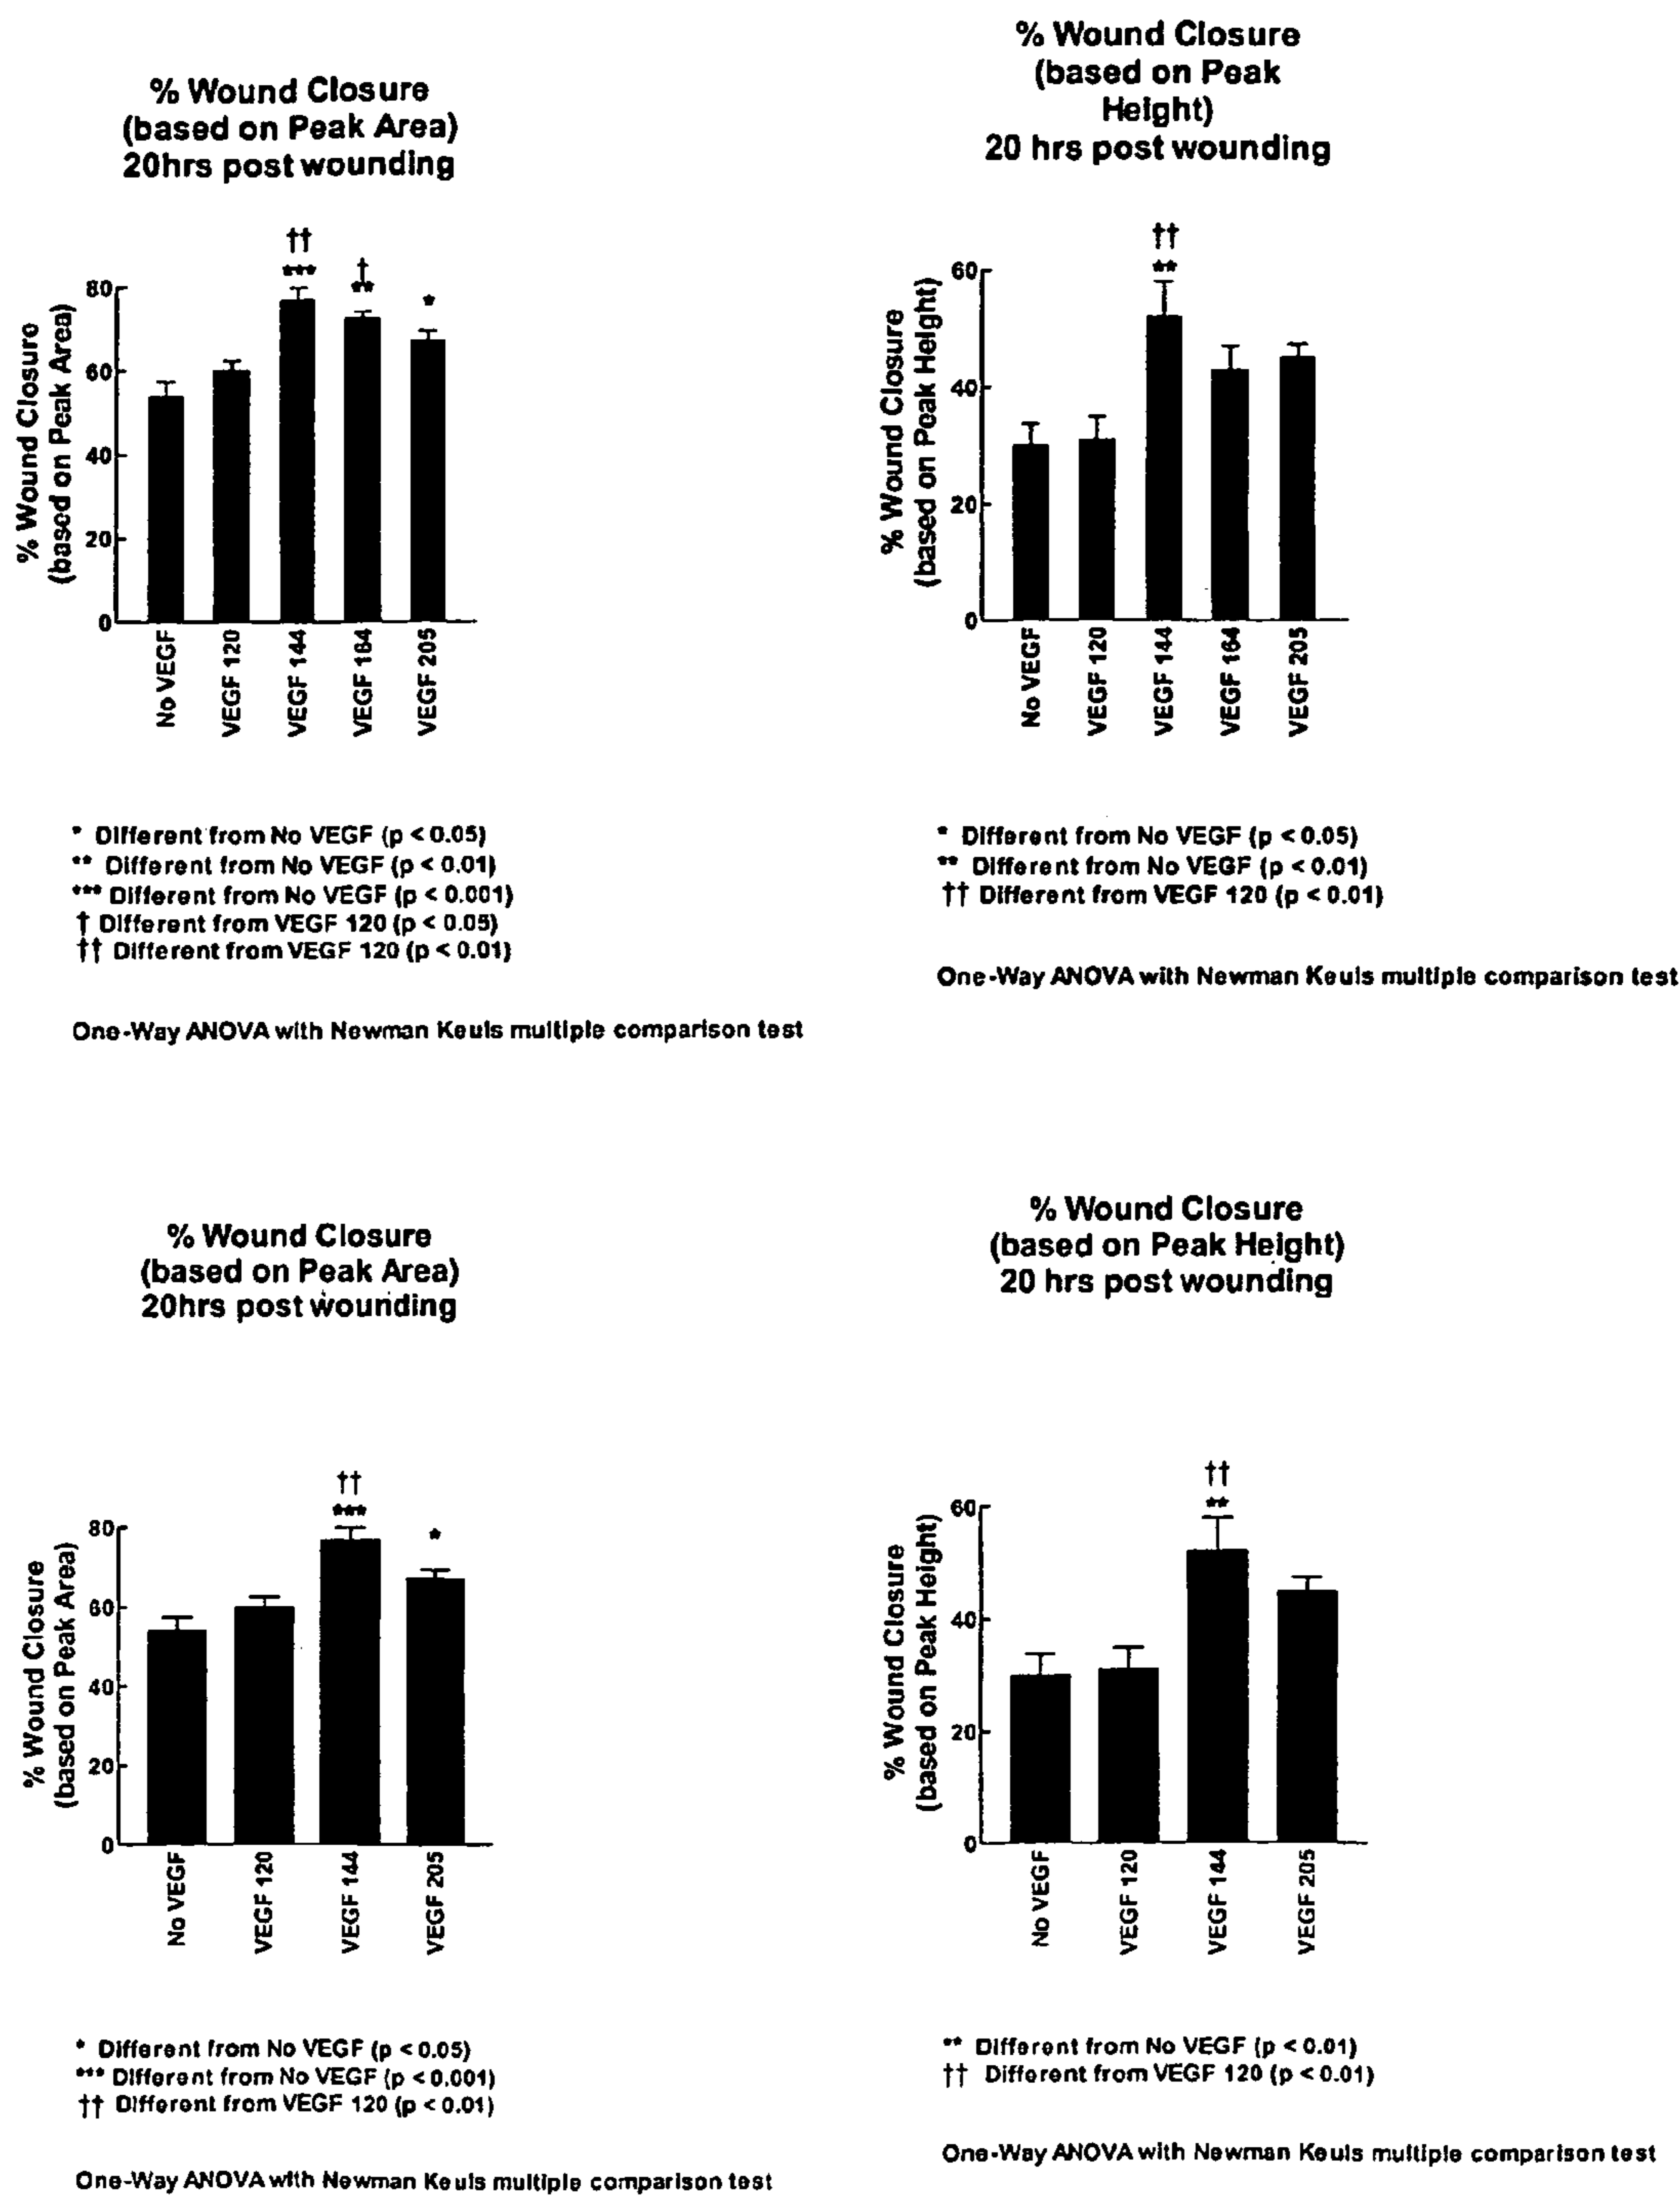 % Wound Closure
(based on Peak Area)
20hrs post wounding
% Wound Closure
(based on Peak Area)
††
***
†
**
*
80
60
40
20
0
No VEGF
VEGF 120
VEGF 144
VEGF 164
VEGF 205
* Different from No VEGF (p < 0.05)
** Different from No VEGF (p < 0.01)
*** Different from No VEGF (p < 0.001)
† Different from VEGF 120 (p < 0.05)
†† Different from VEGF 120 (p < 0.01)
One-Way ANOVA with Newman Keuls multiple comparison test
% Wound Closure
(based on Peak
Height)
20 hrs post wounding
% Wound Closure
(based on Peak Height)
††
**
60
40
20
0
No VEGF
VEGF 120
VEGF 144
VEGF 164
VEGF 205
* Different from No VEGF (p < 0.05)
** Different from No VEGF (p < 0.01)
†† Different from VEGF 120 (p < 0.01)
One-Way ANOVA with Newman Keuls multiple comparison test
% Wound Closure
(based on Peak Area)
20hrs post wounding
% Wound Closure
(based on Peak Area)
††
***
*
80
60
40
20
0
No VEGF
VEGF 120
VEGF 144
VEGF 205
* Different from No VEGF (p < 0.05)
*** Different from No VEGF (p < 0.001)
†† Different from VEGF 120 (p < 0.01)
One-Way ANOVA with Newman Keuls multiple comparison test
% Wound Closure
(based on Peak Height)
20 hrs post wounding
% Wound Closure
(based on Peak Height)
††
**
60
40
20
0
No VEGF
VEGF 120
VEGF 144
VEGF 205
** Different from No VEGF (p < 0.01)
†† Different from VEGF 120 (p < 0.01)
One-Way ANOVA with Newman Keuls multiple comparison test